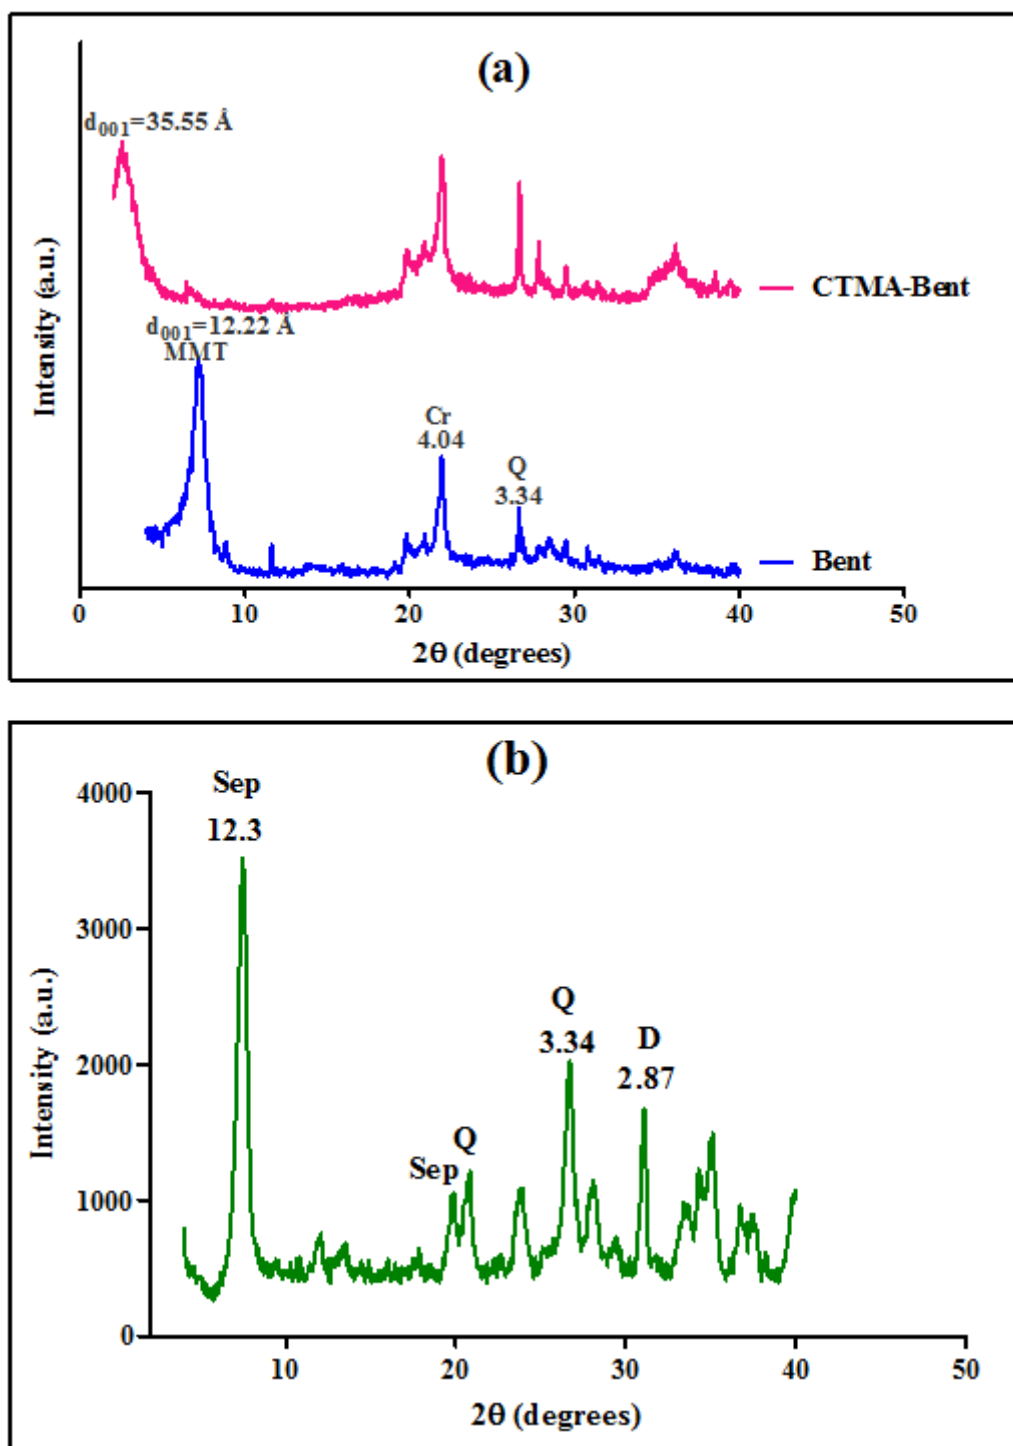 (a)
d001=35.55 Å
CTMA-Bent
d001=12.22 Å
MMT
Cr
4.04
Q
3.34
Bent
Intensity (a.u.)
0 10 20 30 40 50
2θ (degrees)
(b)
Sep
12.3
Q
3.34
D
2.87
Q
Sep
4000
3000
2000
1000
0
Intensity (a.u.)
10 20 30 40 50
2θ (degrees)